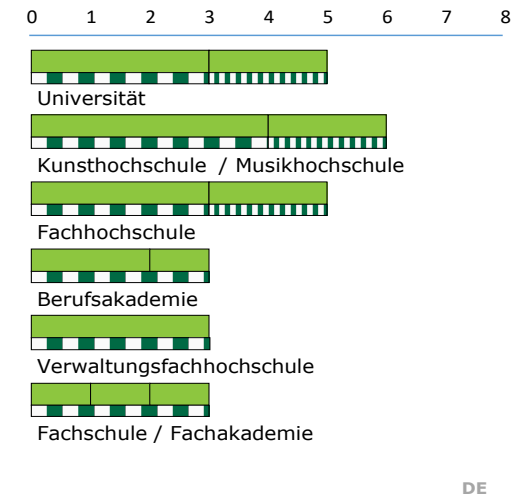 0 1 2 3 4 5 6 7 8
Universität
Kunsthochschule / Musikhochschule
Fachhochschule
Berufsakademie
Verwaltungsfachhochschule
Fachschule / Fachakademie
DE